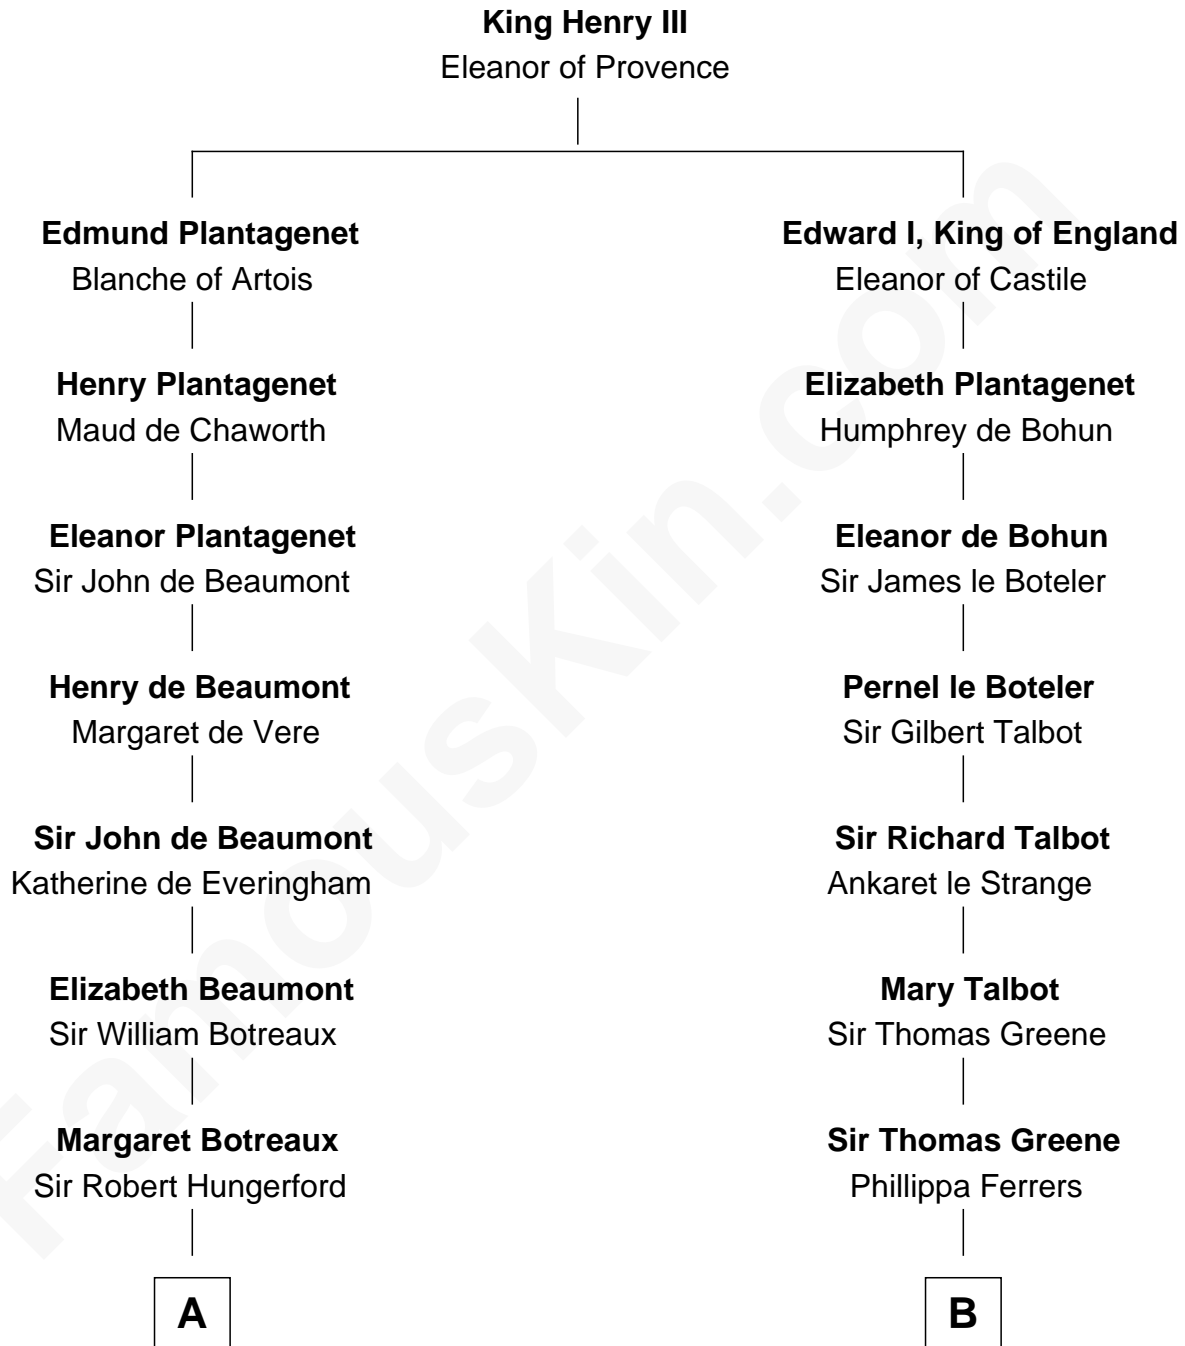 King Henry III
Eleanor of Provence
Edmund Plantagenet
Blanche of Artois
Edward I, King of England
Eleanor of Castile
Henry Plantagenet
Maud de Chaworth
Elizabeth Plantagenet
Humphrey de Bohun
Eleanor Plantagenet
Sir John de Beaumont
Eleanor de Bohun
Sir James le Boteler
Henry de Beaumont
Margaret de Vere
Pernel le Boteler
Sir Gilbert Talbot
Sir John de Beaumont
Katherine de Everingham
Sir Richard Talbot
Ankaret le Strange
Elizabeth Beaumont
Sir William Botreaux
Mary Talbot
Sir Thomas Greene
Margaret Botreaux
Sir Robert Hungerford
Sir Thomas Greene
Phillippa Ferrers
A
B
FamousKin.com